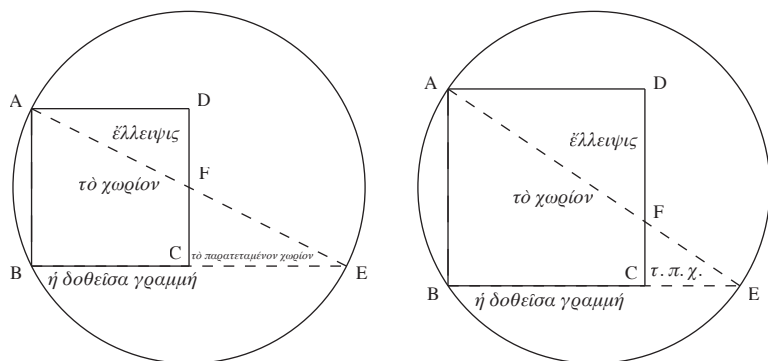 A D
ἔλλειψις
τὸ χωρίον
F
C τὸ παρατεταμένον χωρίον
B E
ἡ δοθεῖσα γραμμή
A D
ἔλλειψις
τὸ χωρίον
F
C τ. π. χ.
B E
ἡ δοθεῖσα γραμμή